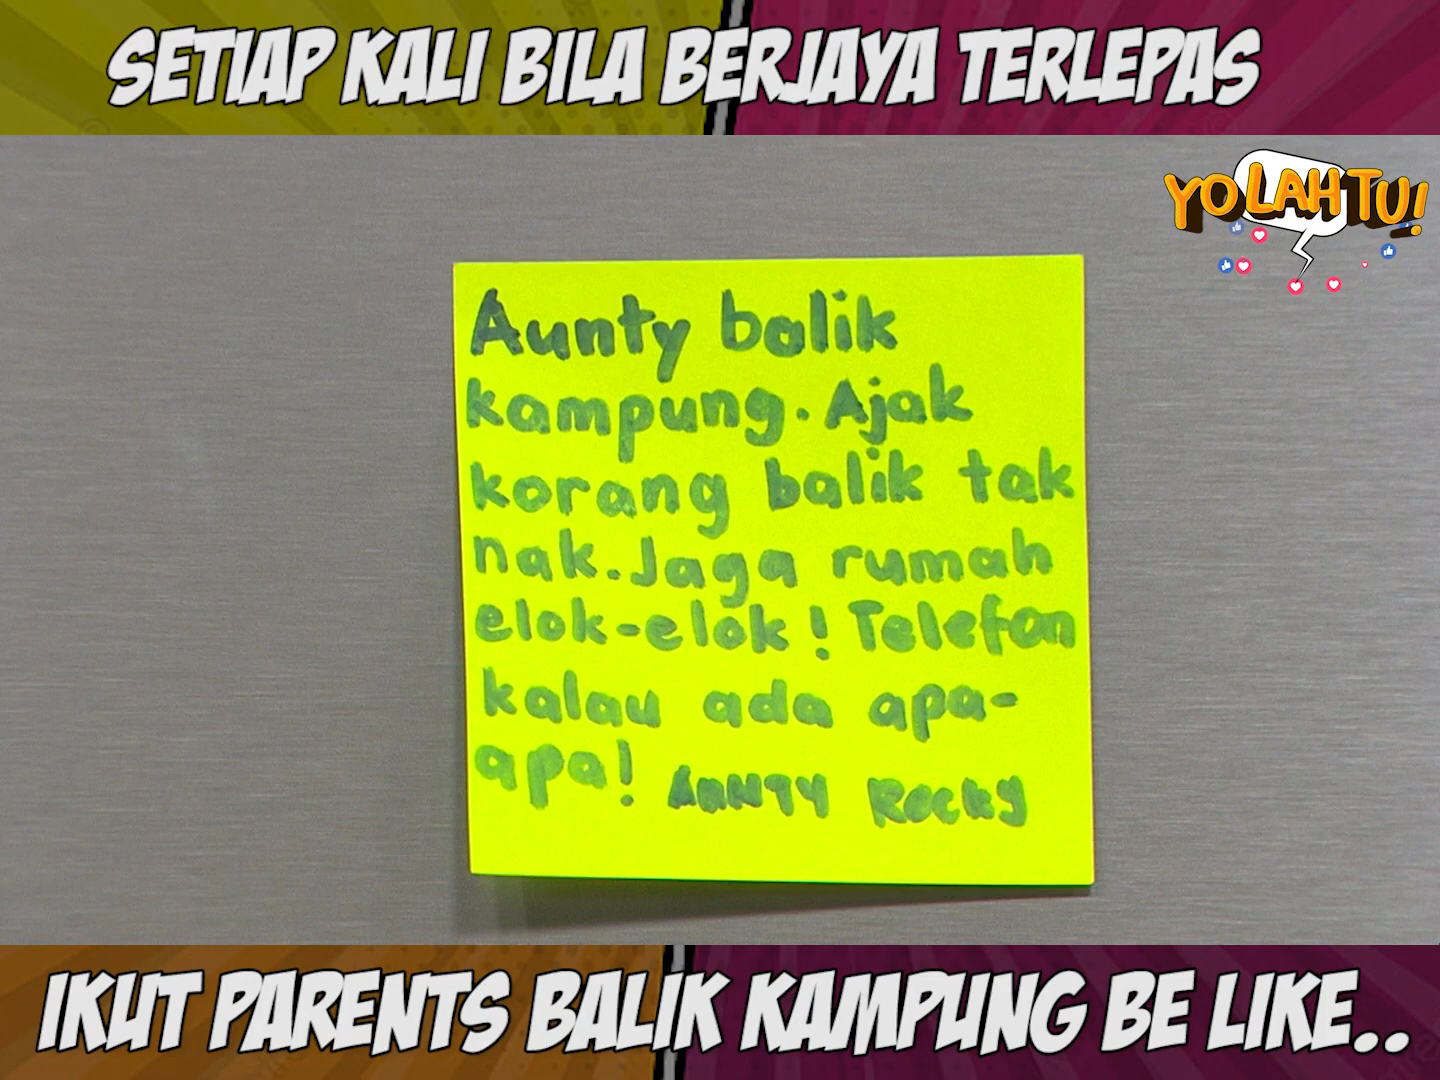 SETIAP KALI BILA BERJAYA TERLEPAS
YOLAHTU!
Aunty balik
kampung. Ajak
korang balik tak
nak. Jaga rumah
elok-elok! Telefon
kalau ada apa-
apa! AUNTY ROCKY
IKUT PARENTS BALIK KAMPUNG BE LIKE..